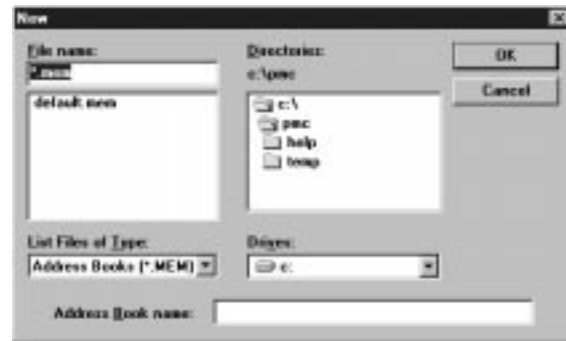 New
File name:
*.mem
default.mem
List Files of Type:
Address Books (*.MEM)
Directories:
c:\pmc
c:\
pmc
help
temp
Drives:
c:
OK
Cancel
Address Book name: